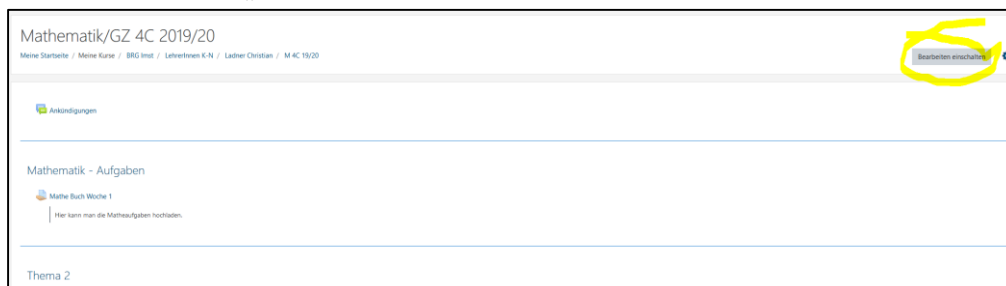 Mathematik/GZ 4C 2019/20
Meine Startseite / Meine Kurse / BRG Imst / LehrerInnen K-N / Ladner Christian / M 4C 19/20
Bearbeiten einschalten
Ankündigungen
Mathematik - Aufgaben
Mathe Buch Woche 1
Hier kann man die Matheaufgaben hochladen.
Thema 2